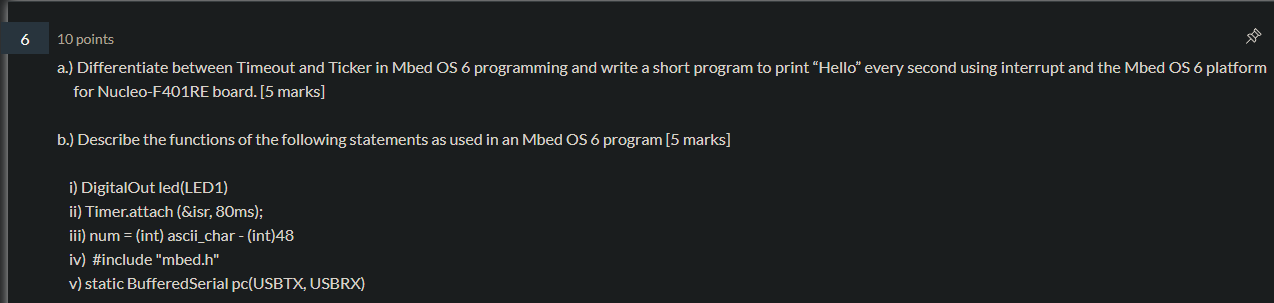 6
10 points
a.) Differentiate between Timeout and Ticker in Mbed OS 6 programming and write a short program to print “Hello” every second using interrupt and the Mbed OS 6 platform
for Nucleo-F401RE board. [5 marks]
b.) Describe the functions of the following statements as used in an Mbed OS 6 program [5 marks]
i) DigitalOut led(LED1)
ii) Timer.attach (&isr, 80ms);
iii) num = (int) ascii_char - (int)48
iv) #include "mbed.h"
v) static BufferedSerial pc(USBTX, USBRX)